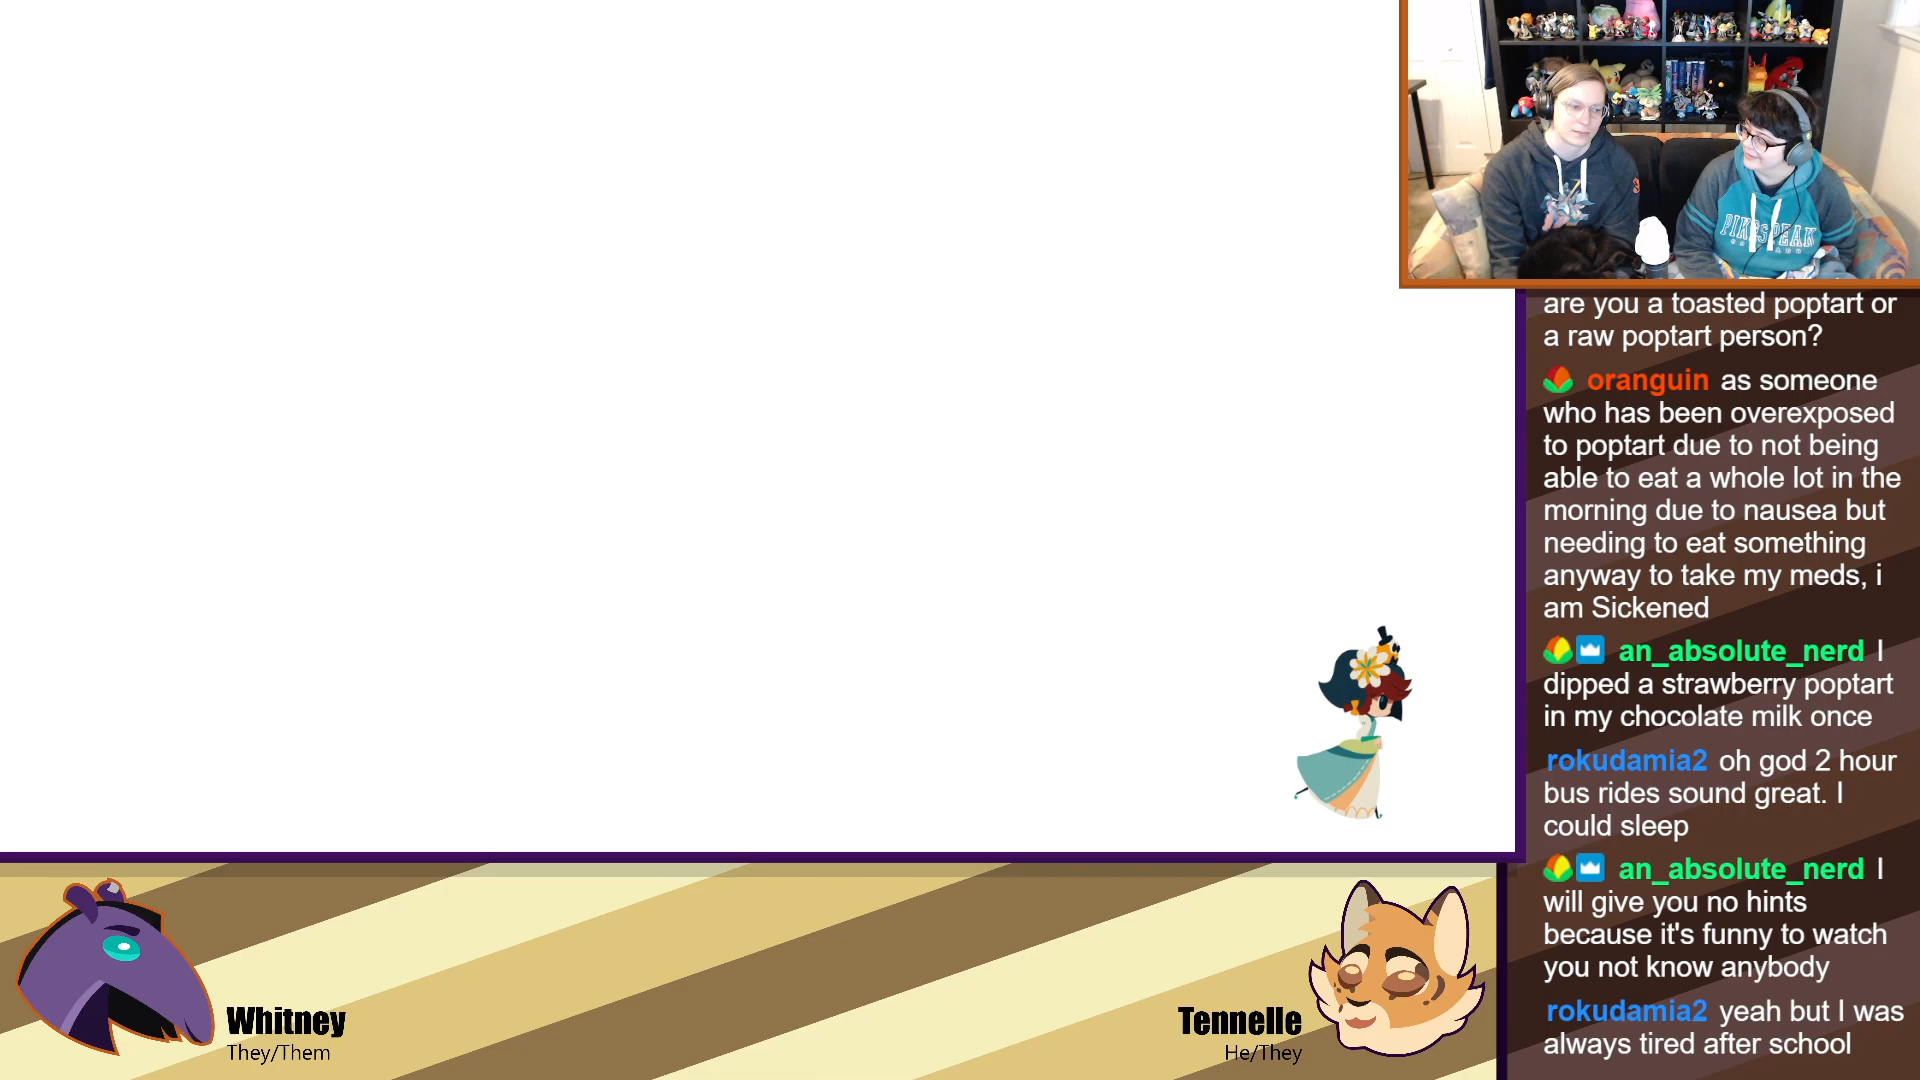 PIKES PEAK
are you a toasted poptart or
a raw poptart person?
oranguin as someone
who has been overexposed
to poptart due to not being
able to eat a whole lot in the
morning due to nausea but
needing to eat something
anyway to take my meds, i
am Sickened
an_absolute_nerd I
dipped a strawberry poptart
in my chocolate milk once
rokudamia2 oh god 2 hour
bus rides sound great. I
could sleep
an_absolute_nerd I
will give you no hints
because it's funny to watch
you not know anybody
rokudamia2 yeah but I was
always tired after school
Whitney
They/Them
Tennelle
He/They